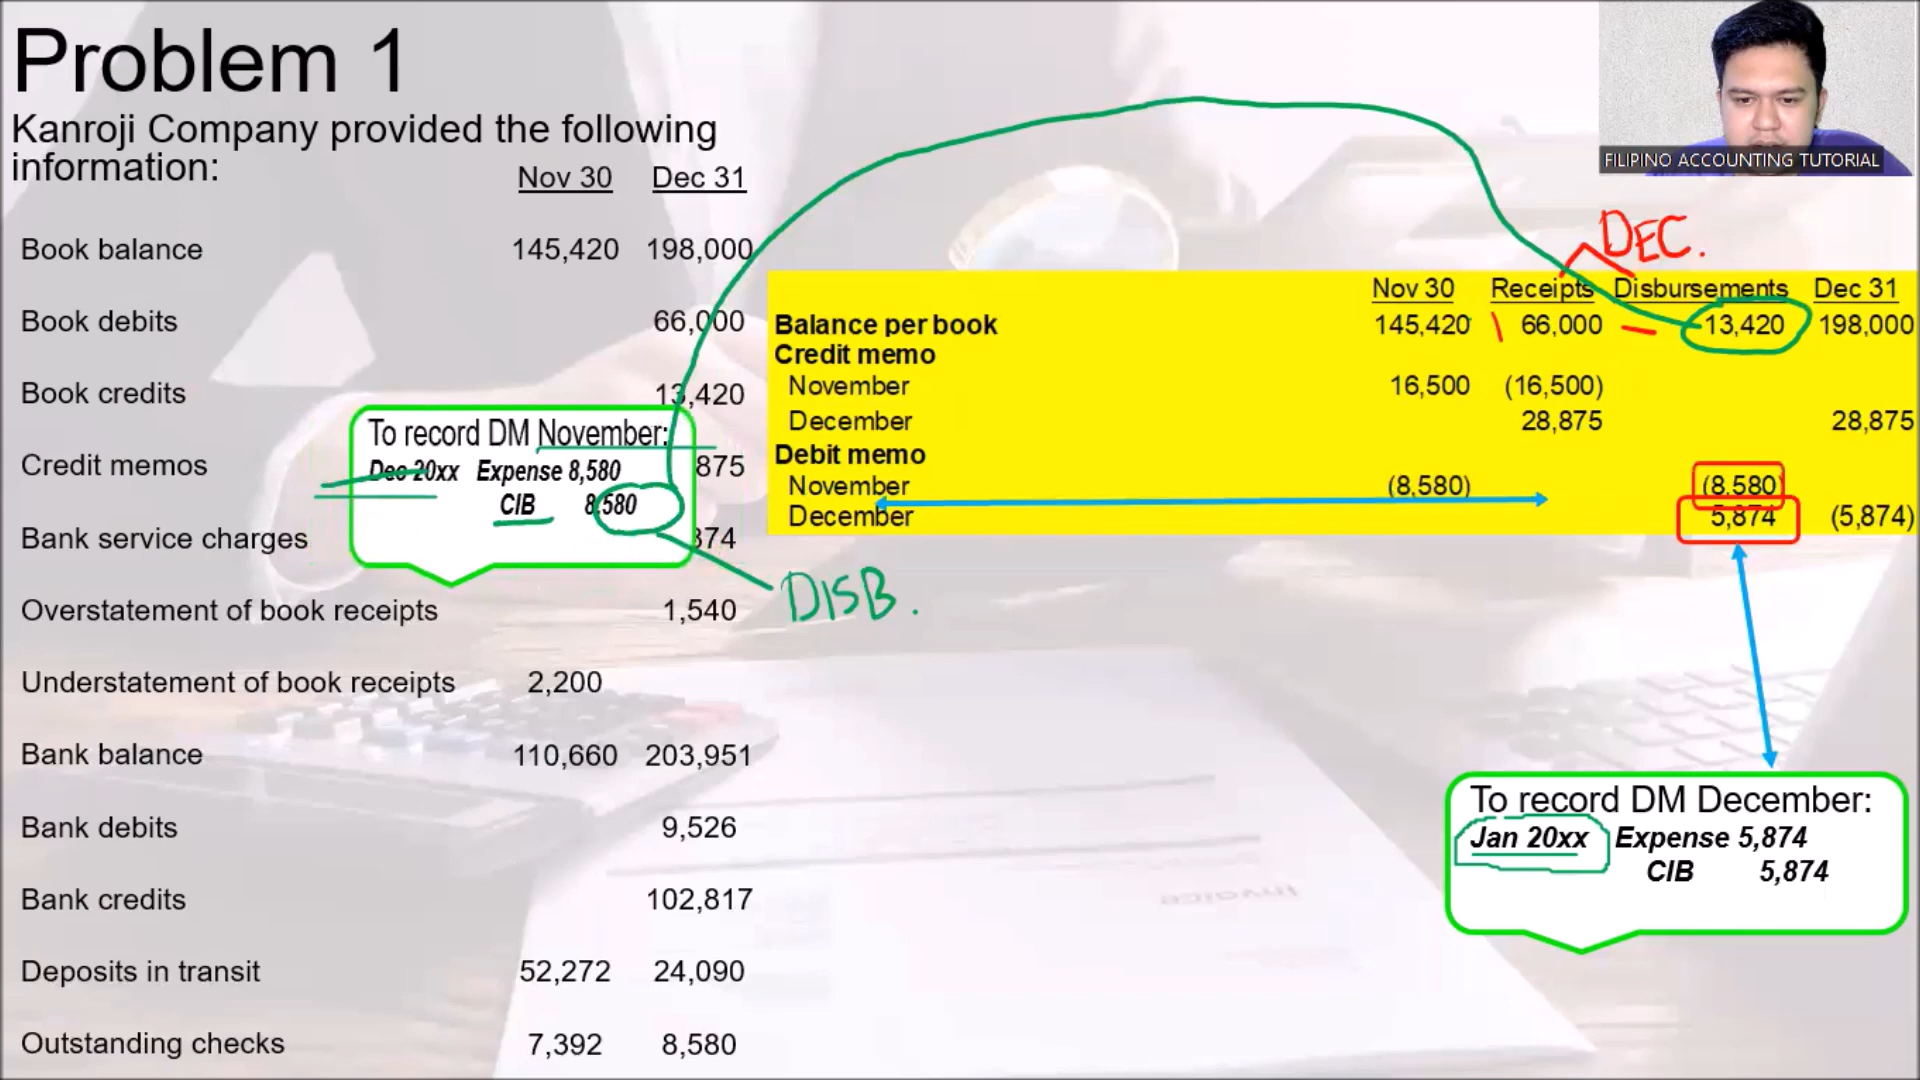 Problem 1
Kanroji Company provided the following
information:
Nov 30 Dec 31
Book balance 145,420 198,000
Book debits 66,000
Book credits 13,420
Credit memos 875
Bank service charges 374
Overstatement of book receipts 1,540
Understatement of book receipts 2,200
Bank balance 110,660 203,951
Bank debits 9,526
Bank credits 102,817
Deposits in transit 52,272 24,090
Outstanding checks 7,392 8,580
To record DM November:
Dec 20xx Expense 8,580
CIB 8,580
DISB.
FILIPINO ACCOUNTING TUTORIAL
DEC.
Nov 30 Receipts Disbursements Dec 31
Balance per book 145,420 66,000 13,420 198,000
Credit memo
November 16,500 (16,500)
December 28,875 28,875
Debit memo
November (8,580) (8,580)
December 5,874 (5,874)
To record DM December:
Jan 20xx Expense 5,874
CIB 5,874